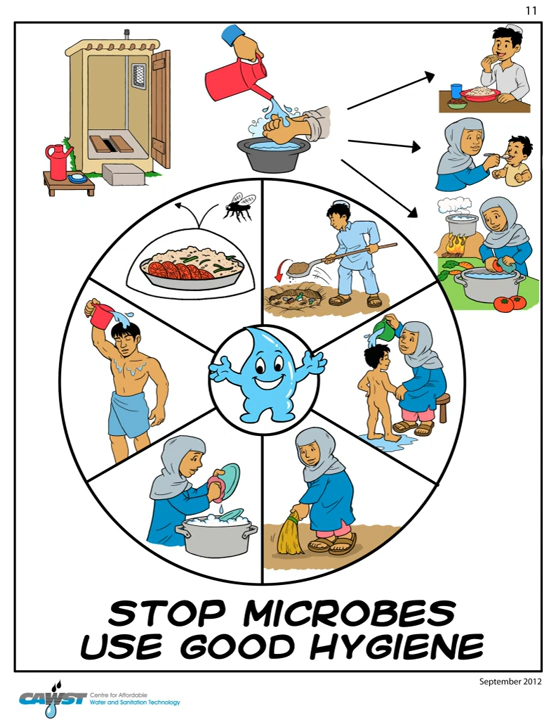 11
STOP MICROBES
USE GOOD HYGIENE
September 2012
CAWST
Centre for Affordable
Water and Sanitation Technology